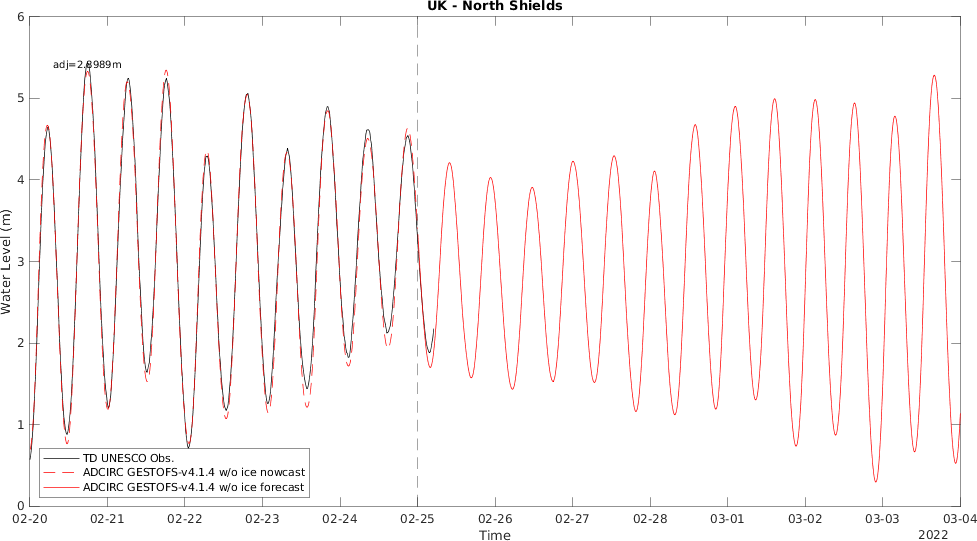 UK - North Shields
adj=2.8989m
Water Level (m)
6
5
4
3
2
1
0
TD UNESCO Obs.
ADCIRC GESTOFS-v4.1.4 w/o ice nowcast
ADCIRC GESTOFS-v4.1.4 w/o ice forecast
02-20 02-21 02-22 02-23 02-24 02-25 02-26 02-27 02-28 03-01 03-02 03-03 03-04
Time
2022